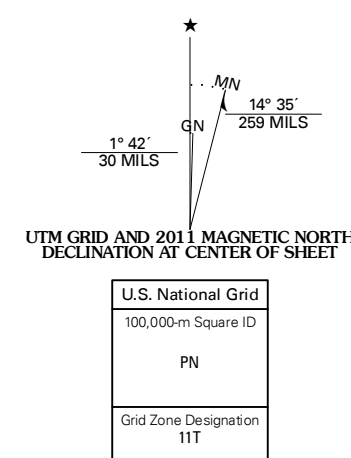 ★
MN
GN
14° 35´
259 MILS
1° 42´
30 MILS
UTM GRID AND 2011 MAGNETIC NORTH
DECLINATION AT CENTER OF SHEET
U.S. National Grid
100,000-m Square ID
PN
Grid Zone Designation
11T